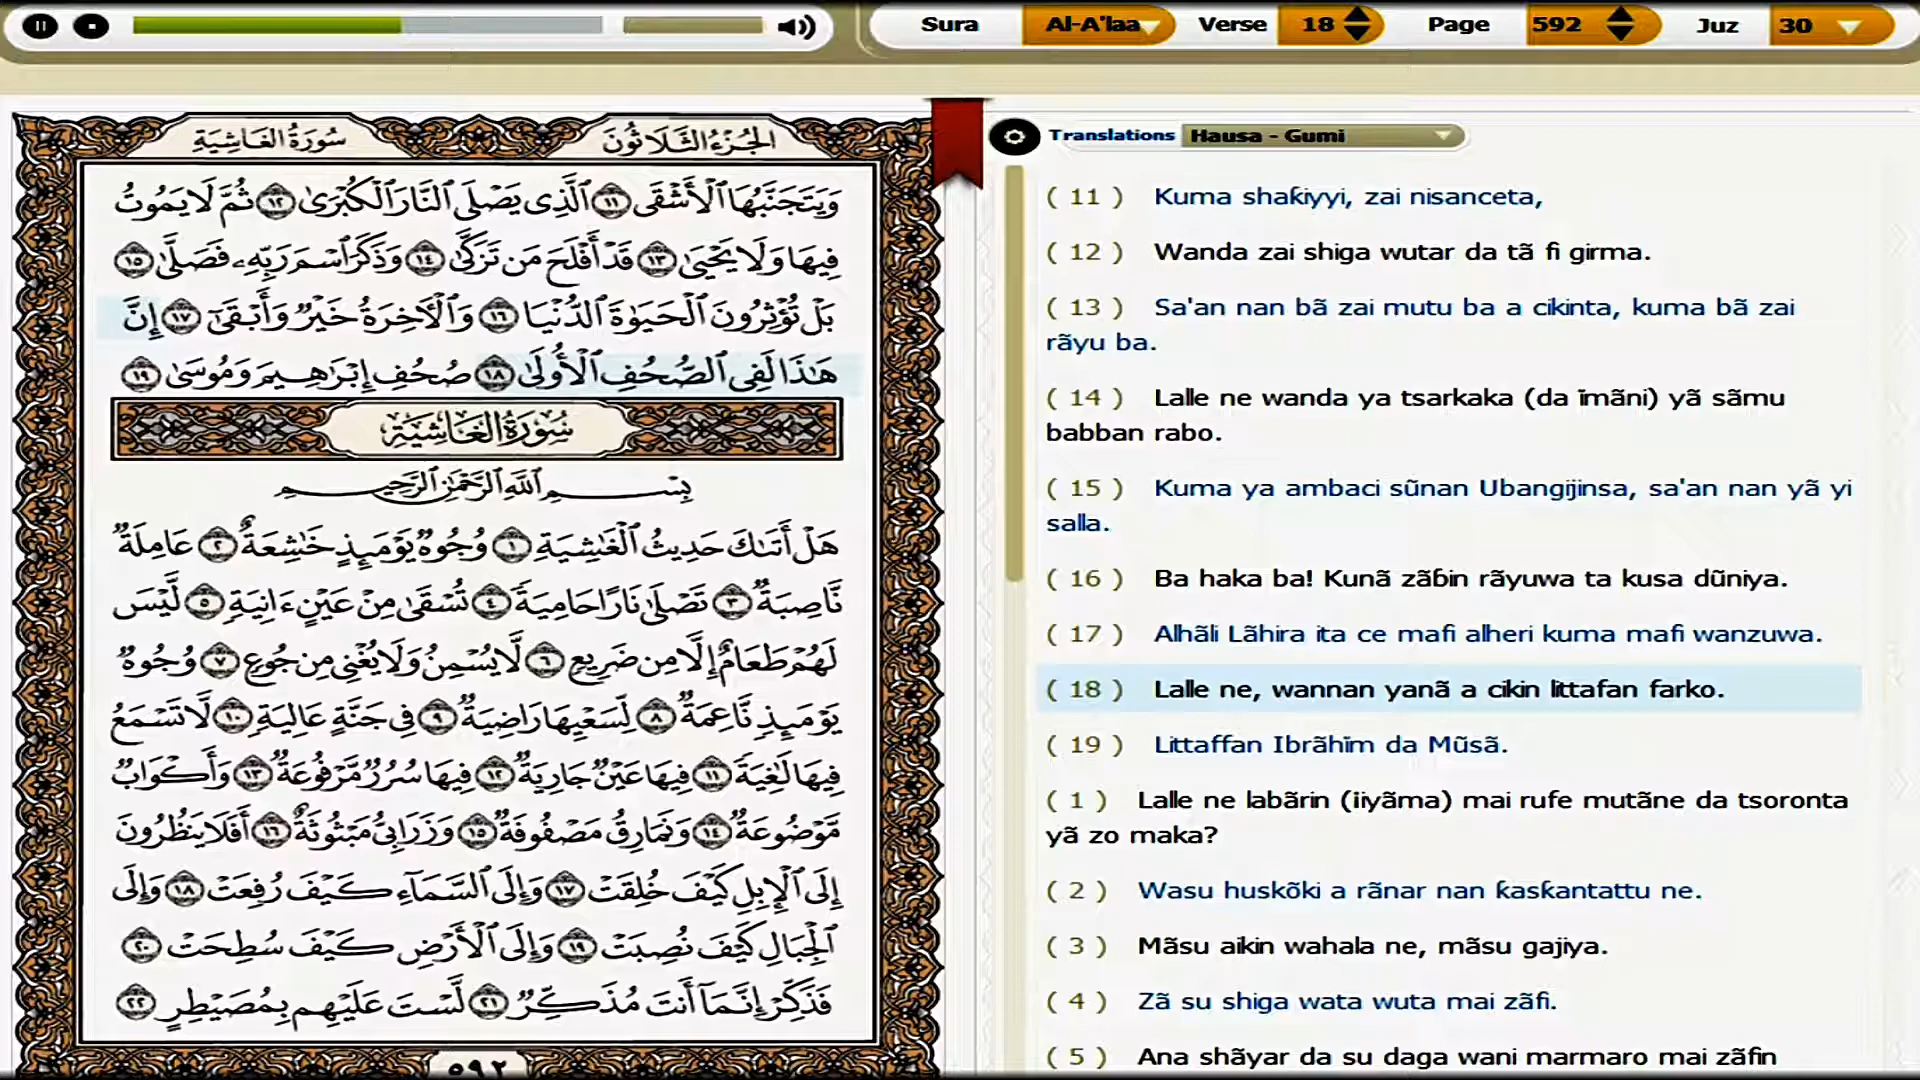 Sura Al-A'laa Verse 18 Page 592 Juz 30
الجزء الثلاثون
سورة الغاشية
وَيَتَجَنَّبُهَا ٱلْأَشْقَى ١١ ٱلَّذِى يَصْلَى ٱلنَّارَ ٱلْكُبْرَىٰ ١٢ ثُمَّ لَا يَمُوتُ
فِيهَا وَلَا يَحْيَىٰ ١٣ قَدْ أَفْلَحَ مَن تَزَكَّىٰ ١٤ وَذَكَرَ ٱسْمَ رَبِّهِۦ فَصَلَّىٰ ١٥
بَلْ تُؤْثِرُونَ ٱلْحَيَوٰةَ ٱلدُّنْيَا ١٦ وَٱلْأَخِرَةُ خَيْرٌ وَأَبْقَىٰٓ ١٧ إِنَّ
هَٰذَا لَفِى ٱلصُّحُفِ ٱلْأُولَىٰ ١٨ صُحُفِ إِبْرَٰهِيمَ وَمُوسَىٰ ١٩
سُورَةُ الغَاشِيَةِ
بِسْمِ ٱللَّهِ ٱلرَّحْمَٰنِ ٱلرَّحِيمِ
هَلْ أَتَىٰكَ حَدِيثُ ٱلْغَٰشِيَةِ ١ وُجُوهٌ يَوْمَئِذٍ خَٰشِعَةٌ ٢ عَامِلَةٌ
نَّاصِبَةٌ ٣ تَصْلَىٰ نَارًا حَامِيَةً ٤ تُسْقَىٰ مِنْ عَيْنٍ ءَانِيَةٍ ٥ لَّيْسَ
لَهُمْ طَعَامٌ إِلَّا مِن ضَرِيعٍ ٦ لَّا يُسْمِنُ وَلَا يُغْنِى مِن جُوعٍ ٧ وُجُوهٌ
يَوْمَئِذٍ نَّاعِمَةٌ ٨ لِّسَعْيِهَا رَاضِيَةٌ ٩ فِى جَنَّةٍ عَالِيَةٍ ١٠ لَّا تَسْمَعُ
فِيهَا لَٰغِيَةً ١١ فِيهَا عَيْنٌ جَارِيَةٌ ١٢ فِيهَا سُرُرٌ مَّرْفُوعَةٌ ١٣ وَأَكْوَابٌ
مَّوْضُوعَةٌ ١٤ وَنَمَارِقُ مَصْفُوفَةٌ ١٥ وَزَرَابِىُّ مَبْثُوثَةٌ ١٦ أَفَلَا يَنظُرُونَ
إِلَى ٱلْإِبِلِ كَيْفَ خُلِقَتْ ١٧ وَإِلَى ٱلسَّمَآءِ كَيْفَ رُفِعَتْ ١٨ وَإِلَى
ٱلْجِبَالِ كَيْفَ نُصِبَتْ ١٩ وَإِلَى ٱلْأَرْضِ كَيْفَ سُطِحَتْ ٢٠
فَذَكِّرْ إِنَّمَآ أَنتَ مُذَكِّرٌ ٢١ لَّسْتَ عَلَيْهِم بِمُصَيْطِرٍ ٢٢
٥٩٢
Translations Hausa - Gumi
( 11 ) Kuma shaƙiyyi, zai nisanceta,
( 12 ) Wanda zai shiga wutar da tã fi girma.
( 13 ) Sa'an nan bã zai mutu ba a cikinta, kuma bã zai
rãyu ba.
( 14 ) Lalle ne wanda ya tsarkaka (da ĩmãni) yã sãmu
babban rabo.
( 15 ) Kuma ya ambaci sũnan Ubangijinsa, sa'an nan yã yi
salla.
( 16 ) Ba haka ba! Kunã zãɓin rãyuwa ta kusa dũniya.
( 17 ) Alhãli Lãhira ita ce mafi alheri kuma mafi wanzuwa.
( 18 ) Lalle ne, wannan yanã a cikin littafan farko.
( 19 ) Littaffan Ibrãhĩm da Mũsã.
( 1 ) Lalle ne labãrin (iiyãma) mai rufe mutãne da tsoronta
yã zo maka?
( 2 ) Wasu huskõki a rãnar nan ƙasƙantattu ne.
( 3 ) Mãsu aikin wahala ne, mãsu gajiya.
( 4 ) Zã su shiga wata wuta mai zãfi.
( 5 ) Ana shãyar da su daga wani marmaro mai zãfin